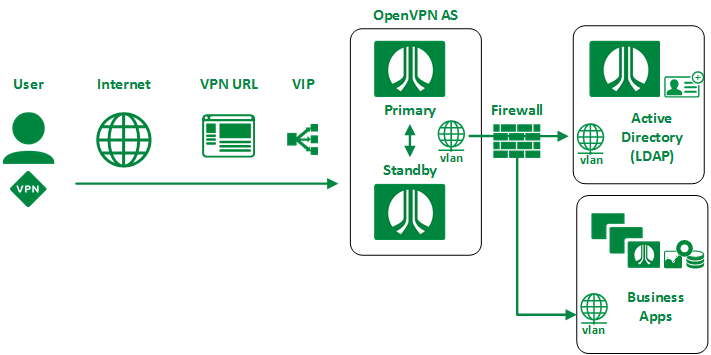 OpenVPN AS
User
Internet
VPN URL
VIP
VPN
Primary
Standby
vlan
Firewall
vlan
Active
Directory
(LDAP)
Business
Apps
vlan